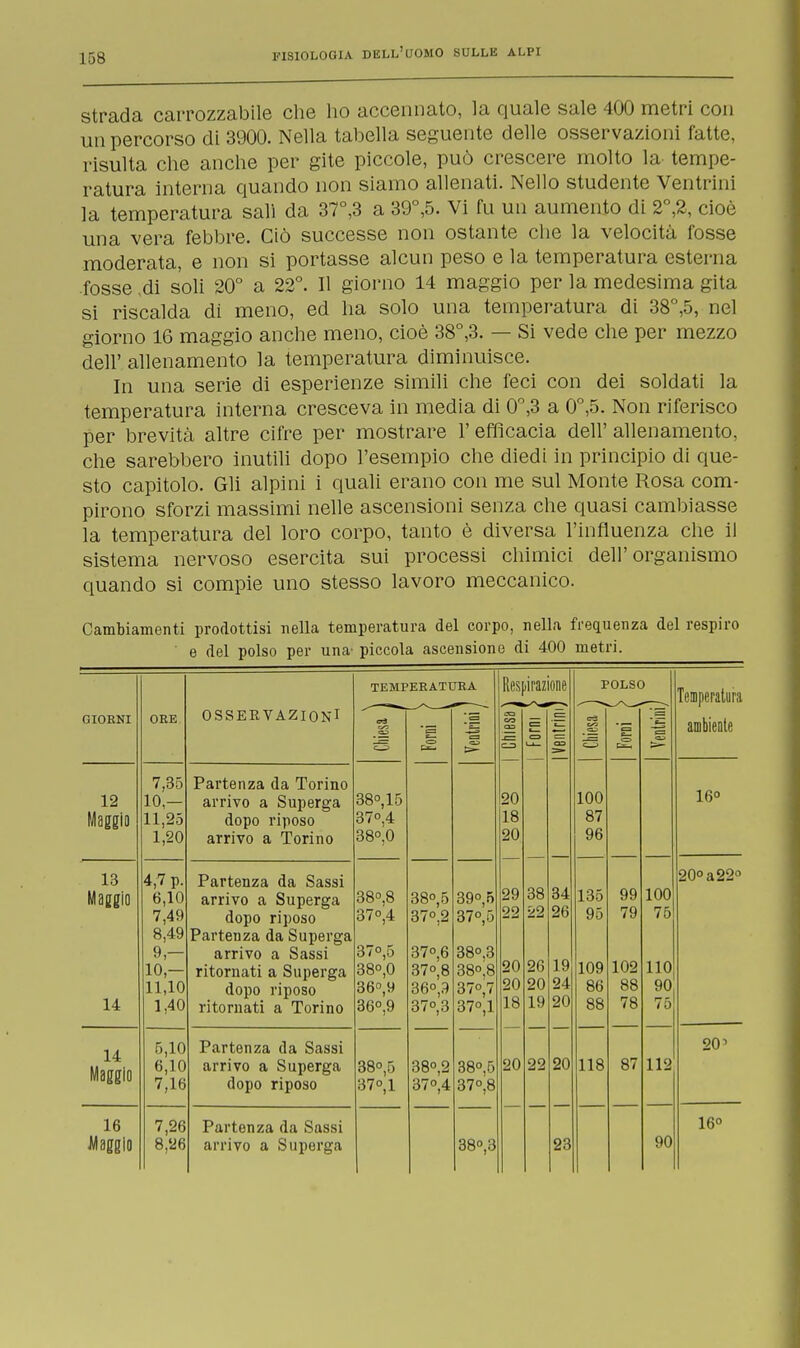 158 FISIOLOGIA DELL'UOMO SULLE ALPI
strada carrozzabile che ho accennato, la quale sale 400 metri con
un percorso di 3900. Nella tabella seguente delle osservazioni fatte,
risulta che anche per gite piccole, può crescere molto la tempe-
ratura interna quando non siamo allenati. Nello studente Ventrini
la temperatura salì da 37°,3 a 39°,5. Vi fu un aumento di 2°,2, cioè
una vera febbre. Ciò successe non ostante che la velocità fosse
moderata, e non si portasse alcun peso e la temperatura esterna
fosse di soli 20° a 22°. Il giorno 14 maggio per la medesima gita
si riscalda di meno, ed ha solo una temperatura di 38°,5, nel
giorno 16 maggio anche meno, cioè 38°,3. — Si vede che per mezzo
dell' allenamento la temperatura diminuisce.
In una serie di esperienze simili che feci con dei soldati la
temperatura interna cresceva in media di 0°,3 a 0°,5. Non riferisco
per brevità altre cifre per mostrare l' efficacia dell' allenamento,
che sarebbero inutili dopo l'esempio che diedi in principio di que-
sto capitolo. Gli alpini i quali erano con me sul Monte Rosa com-
pirono sforzi massimi nelle ascensioni senza che quasi cambiasse
la temperatura del loro corpo, tanto è diversa l'influenza che il
sistema nervoso esercita sui processi chimici dell' organismo
quando si compie uno stesso lavoro meccanico.
Cambiamenti prodottisi nella temperatura del corpo, nella frequenza del respiro
e del polso per una piccola ascensione di 400 metri.
GIORNI ORE OSSERVAZIONI TEMPERATURA Respirazione POLSO Temperatura ambiente
Chiesa Forni Ventrini Chiesa Forni Ventrini Chiesa Forni Ventrini
12 Maggio 7,35 Partenza da Torino 16°
10,— arrivo a Superga 38°,15 20 100
11,25 dopo riposo 37°,4 18 87
1,20 arrivo a Torino 38°,0 20 96
13 Maggio 4,7 p. Partenza da Sassi 20° a 22°
6,10 arrivo a Superga 38°,8 38°,5 39°,5 29 38 34 135 99 100
7,49 dopo riposo 37°,4 37°,2 37°,5 22 22 26 95 79 75
8,49 Partenza da Superga
9,— arrivo a Sassi 37°,5 37°,6 38°,3
10,— ritornati a Superga 38°,0 37°,8 38°,8 20 26 19 109 102 110
11,10 dopo riposo 36°,9 36°,9 37°,7 20 20 24 86 88 90
14 1,40 ritornati a Torino 36°,9 37°,3 37°,1 18 19 20 88 78 75
14 Maggio 5,10 Partenza da Sassi 20°
6,10 arrivo a Superga 38°,5 38°,2 38°,5 20 22 20 118 87 112
7,16 dopo riposo 37°,1 37°,4 37°,8
16 Maggio 7,26 Partenza da Sassi 16°
8,26 arrivo a Superga 38°,3 23 90